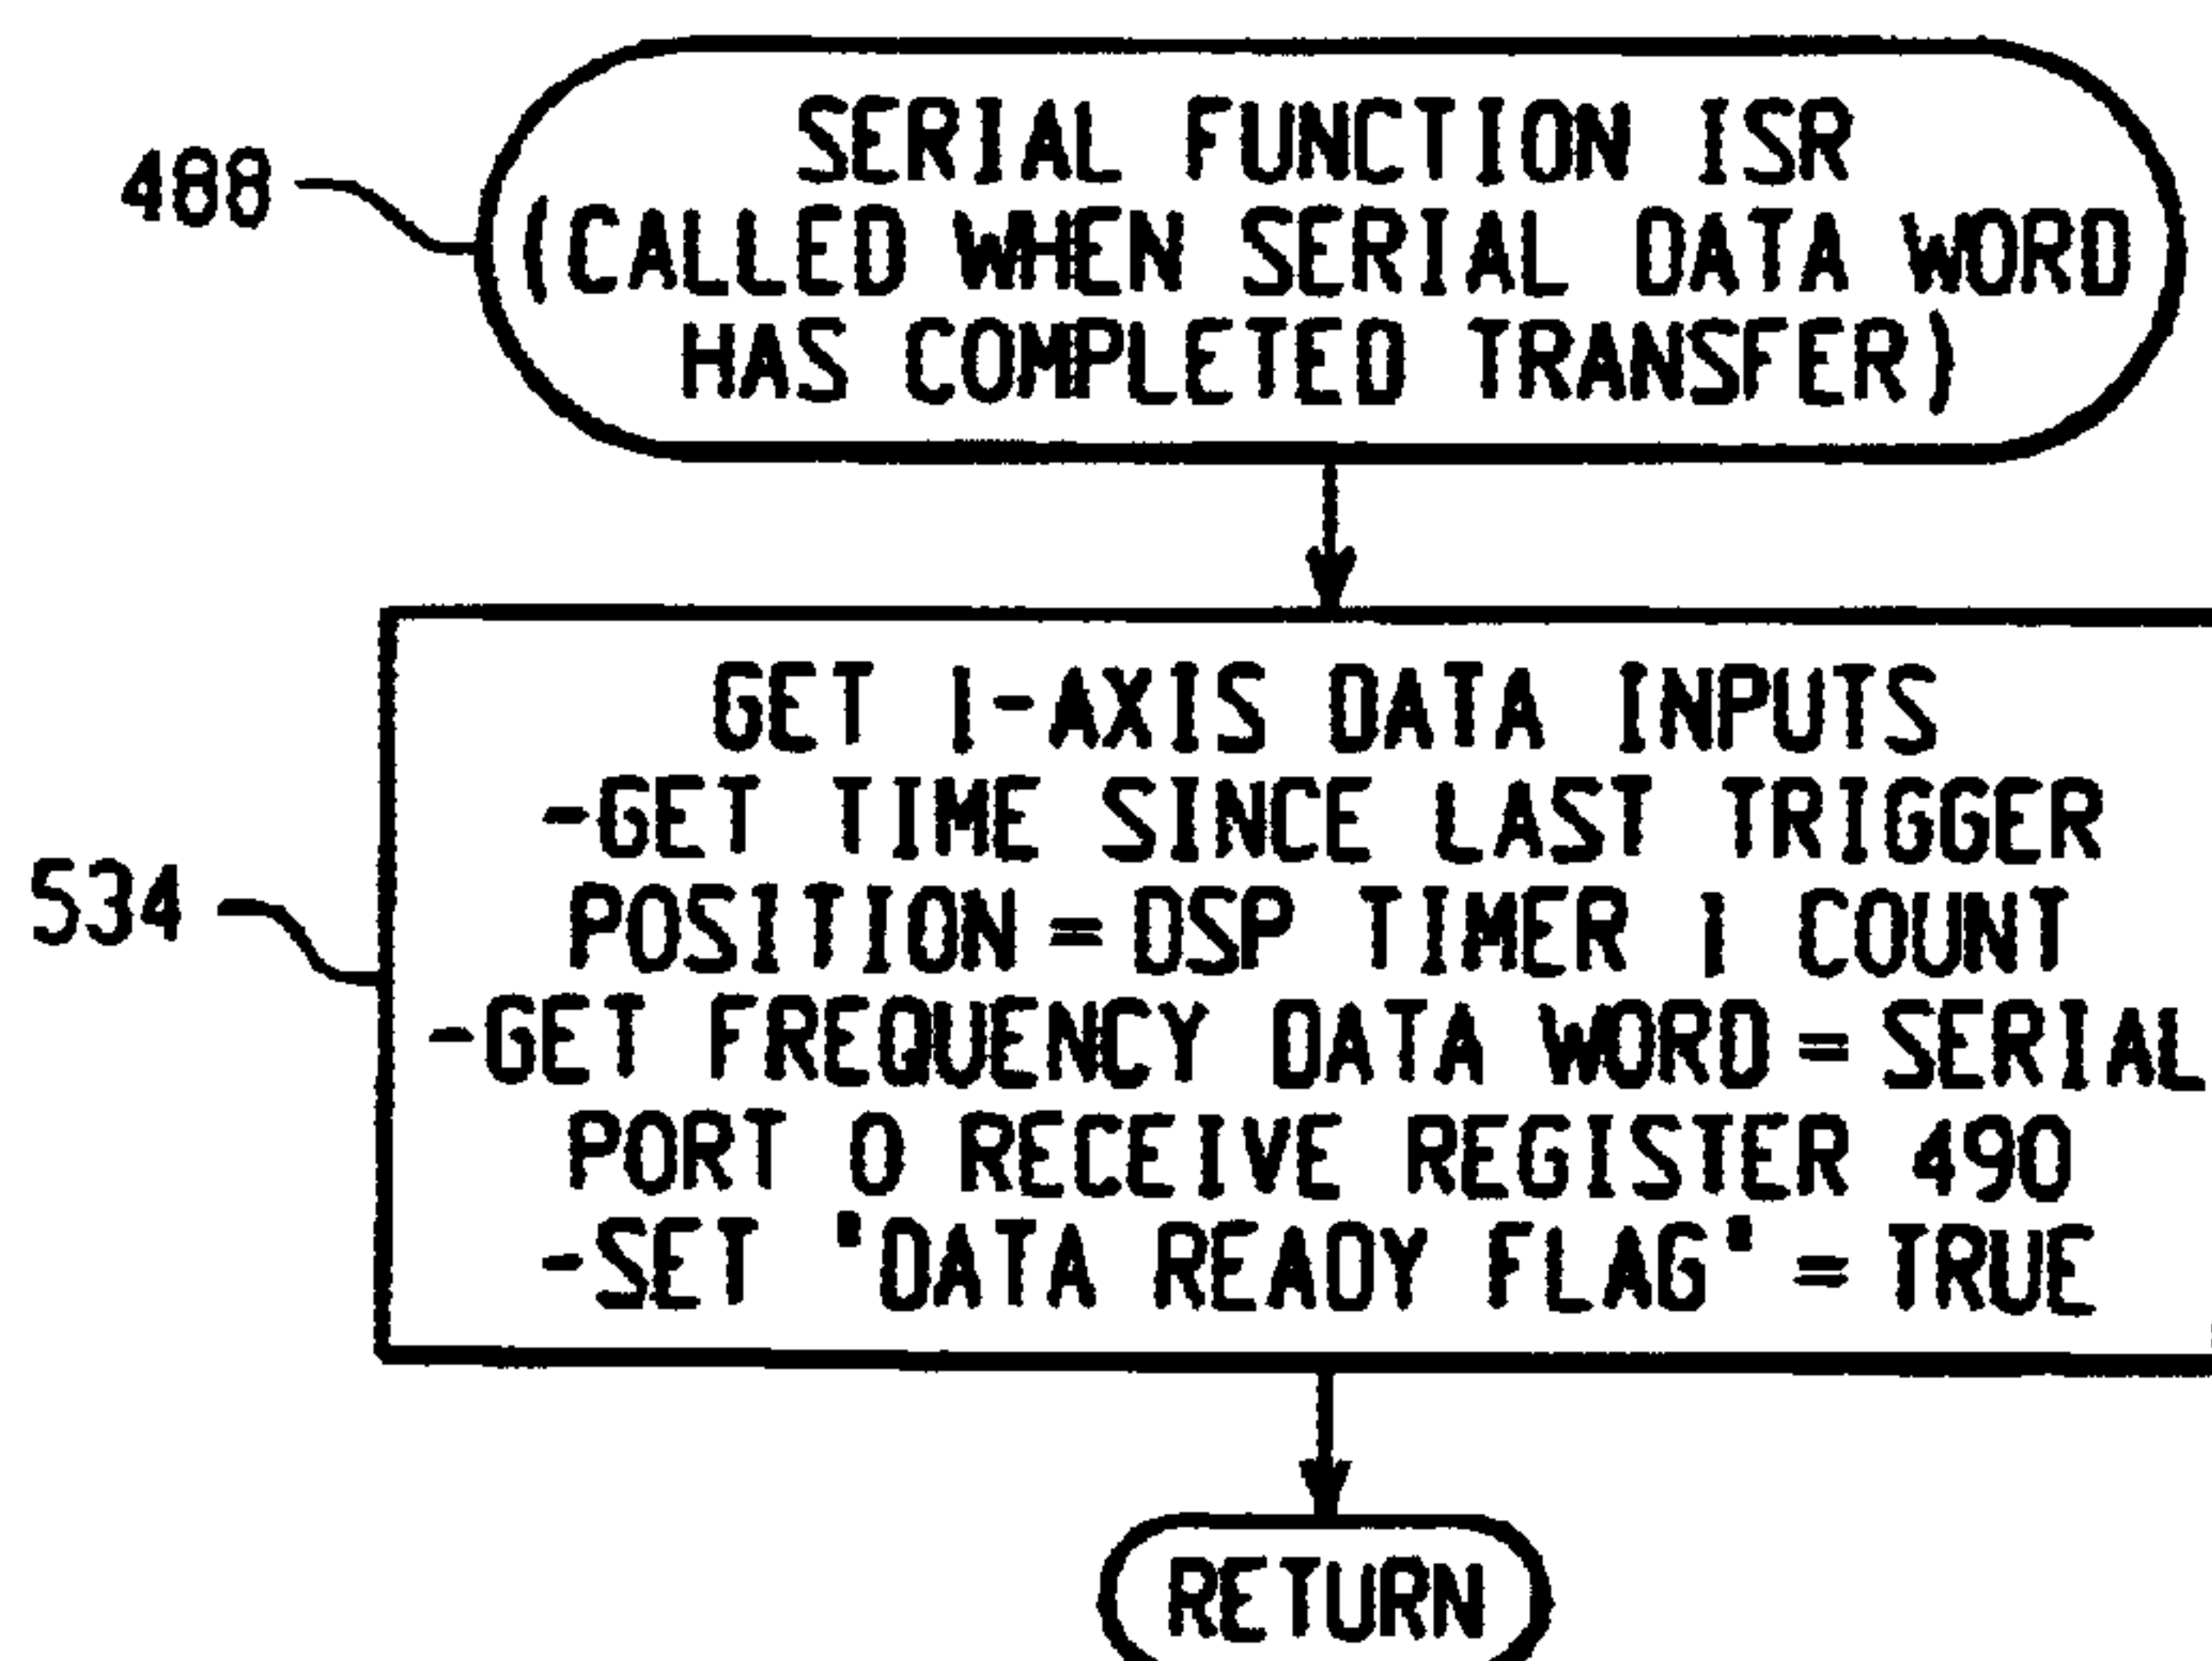 SERIAL FUNCTION ISR
488
(CALLED WHEN SERIAL DATA WORD
HAS COMPLETED TRANSFER)
GET 1-AXIS DATA INPUTS
-GET TIME SINCE LAST TRIGGER
534
POSITION = DSP TIMER 1 COUNT
-GET FREQUENCY DATA WORD = SERIAL
PORT 0 RECEIVE REGISTER 490
-SET 'DATA READY FLAG' = TRUE
RETURN